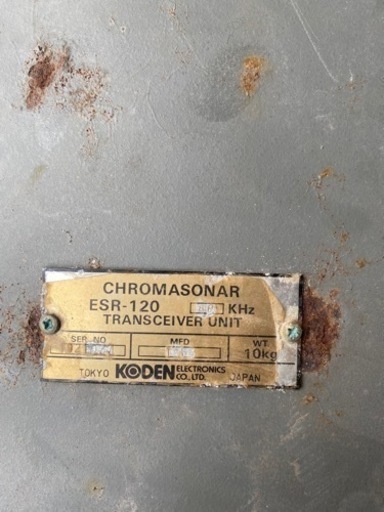 CHROMASONAR
ESR-120 KHz
TRANSCEIVER UNIT
SER. NO MFD WT
10kg
TOKYO KODEN ELECTRONICS CO., LTD. JAPAN